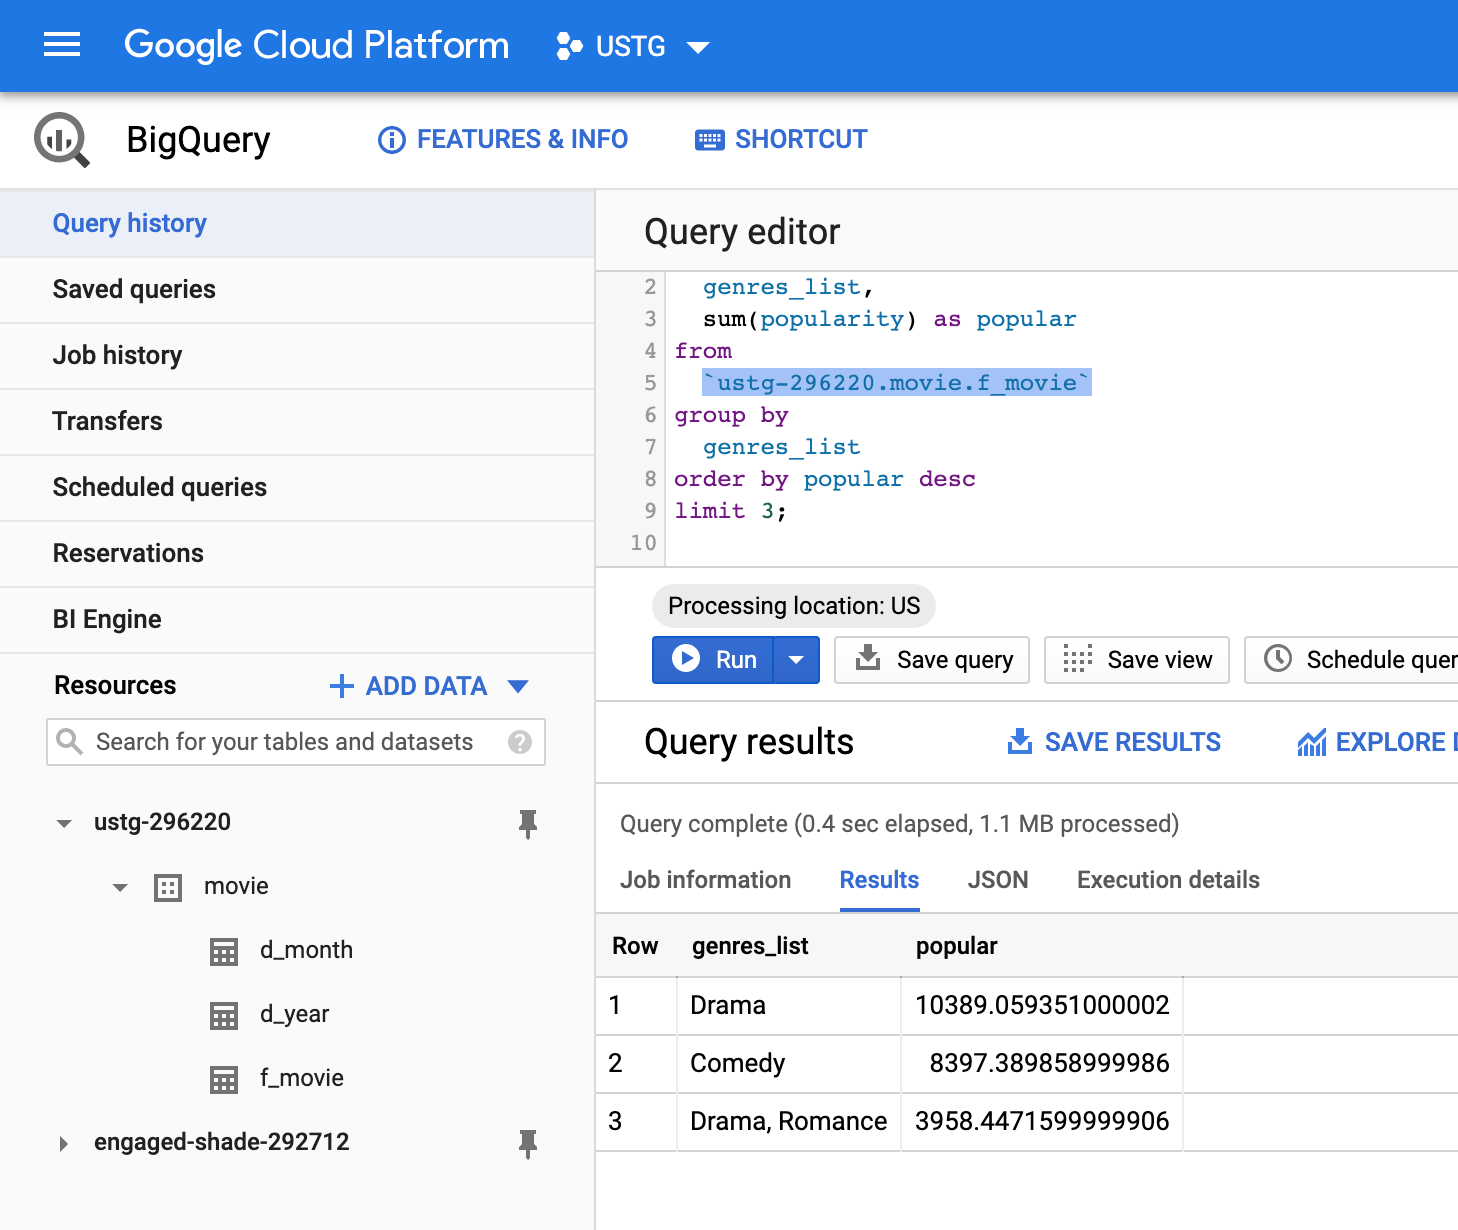 Google Cloud Platform USTG
BigQuery FEATURES & INFO SHORTCUT
Query history
Saved queries
Job history
Transfers
Scheduled queries
Reservations
BI Engine
Resources ADD DATA
Search for your tables and datasets ?
ustg-296220
movie
d_month
d_year
f_movie
engaged-shade-292712
Query editor
2 genres_list,
3 sum(popularity) as popular
4 from
5 `ustg-296220.movie.f_movie`
6 group by
7 genres_list
8 order by popular desc
9 limit 3;
10
Processing location: US
Run Save query Save view Schedule quer
Query results SAVE RESULTS EXPLORE D
Query complete (0.4 sec elapsed, 1.1 MB processed)
Job information Results JSON Execution details
Row genres_list popular
1 Drama 10389.059351000002
2 Comedy 8397.389858999986
3 Drama, Romance 3958.4471599999906